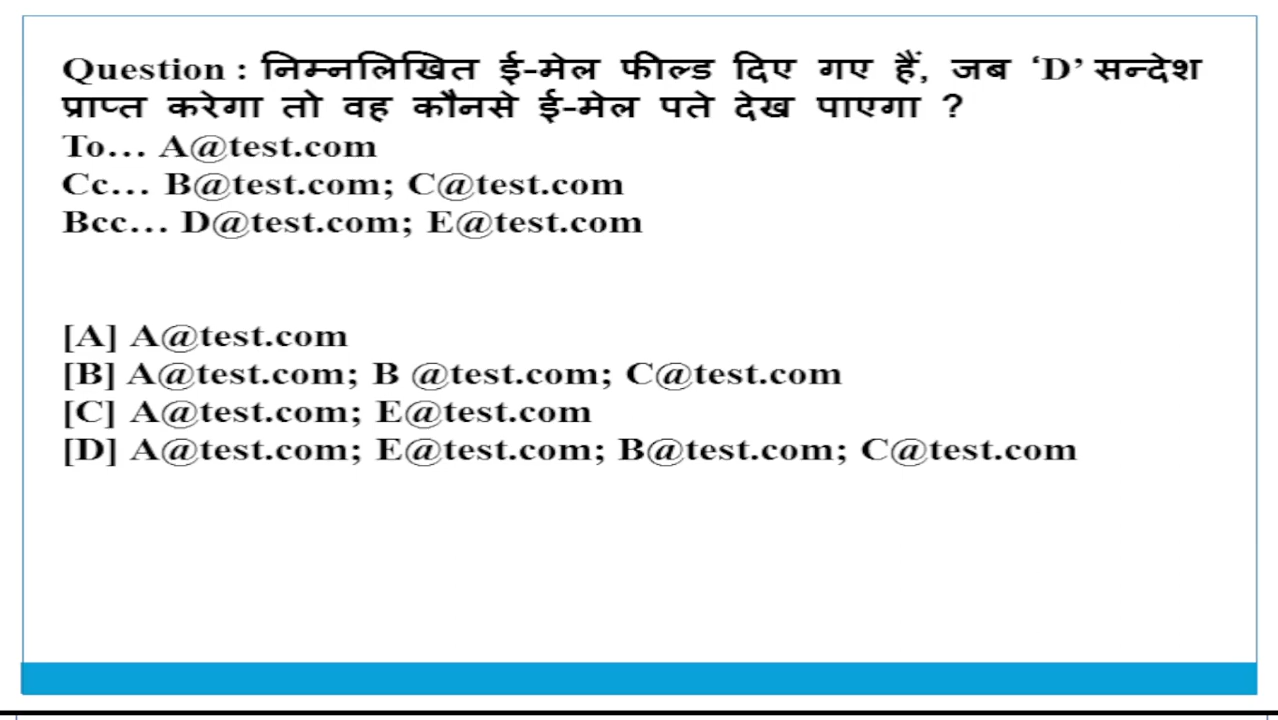 Question : निम्नलिखित ई-मेल फील्ड दिए गए हैं, जब ‘D’ सन्देश
प्राप्त करेगा तो वह कौनसे ई-मेल पते देख पाएगा ?
To… A@test.com
Cc… B@test.com; C@test.com
Bcc… D@test.com; E@test.com
[A] A@test.com
[B] A@test.com; B @test.com; C@test.com
[C] A@test.com; E@test.com
[D] A@test.com; E@test.com; B@test.com; C@test.com